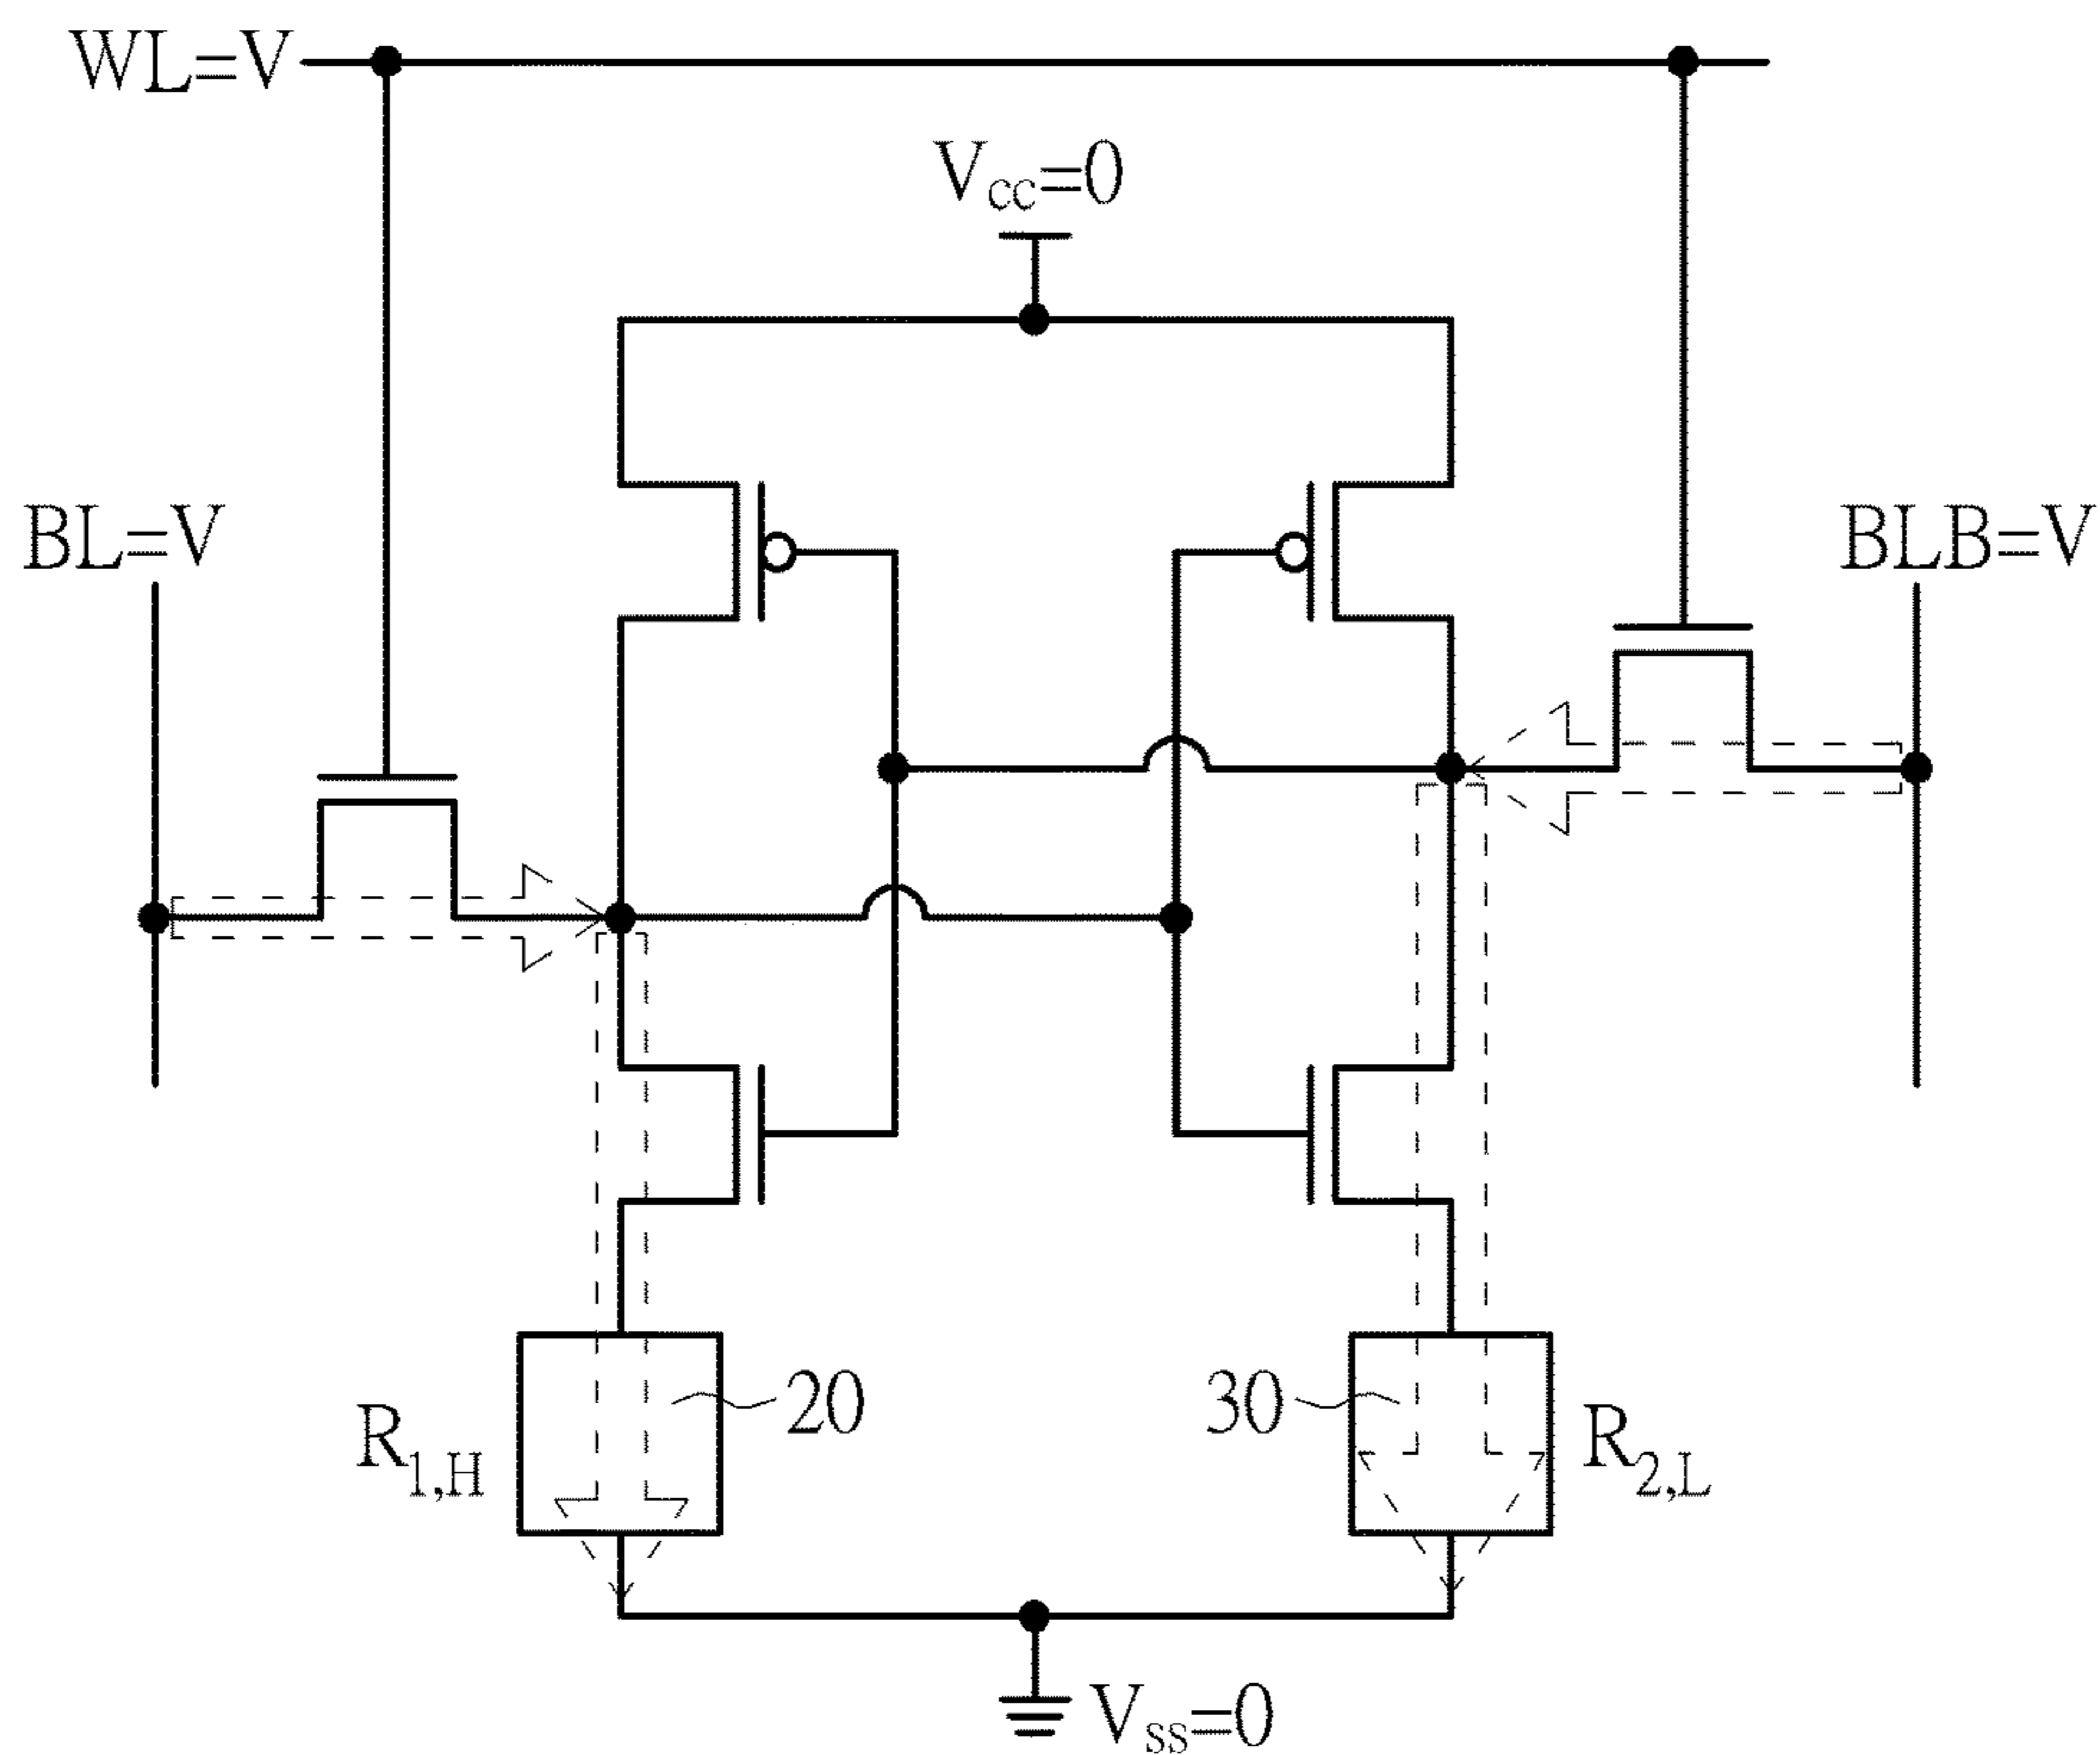 WL=V
Vcc=0
BL=V
BLB=V
20
30
R1,H
R2,L
Vss=0